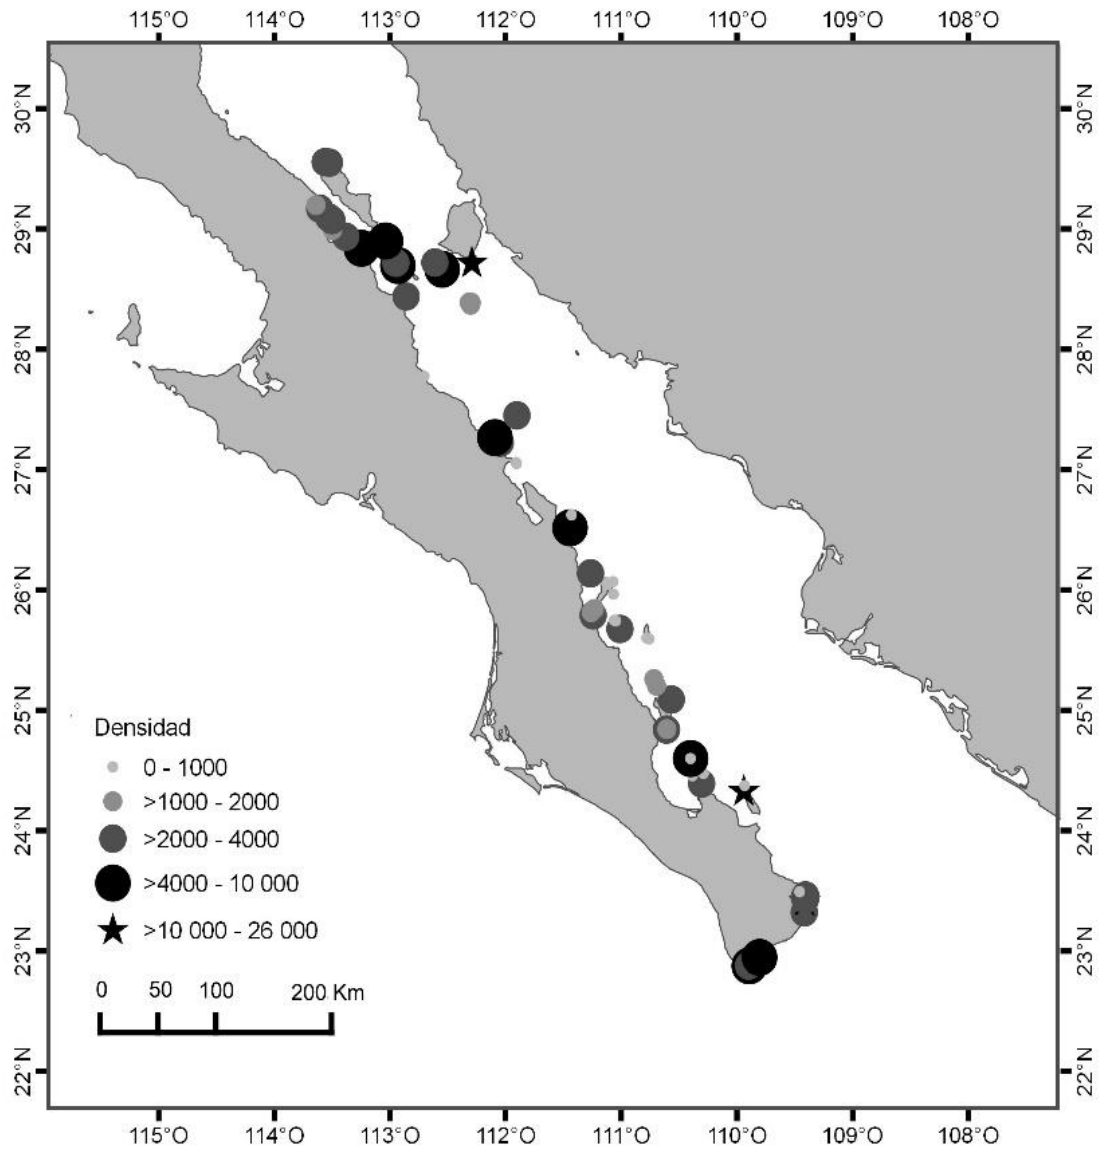 115°O 114°O 113°O 112°O 111°O 110°O 109°O 108°O
30°N 30°N
29°N 29°N
28°N 28°N
27°N 27°N
26°N 26°N
25°N 25°N
Densidad
0 - 1000
>1000 - 2000
>2000 - 4000
24°N 24°N
>4000 - 10 000
>10 000 - 26 000
23°N 23°N
0 50 100 200 Km
22°N 22°N
115°O 114°O 113°O 112°O 111°O 110°O 109°O 108°O